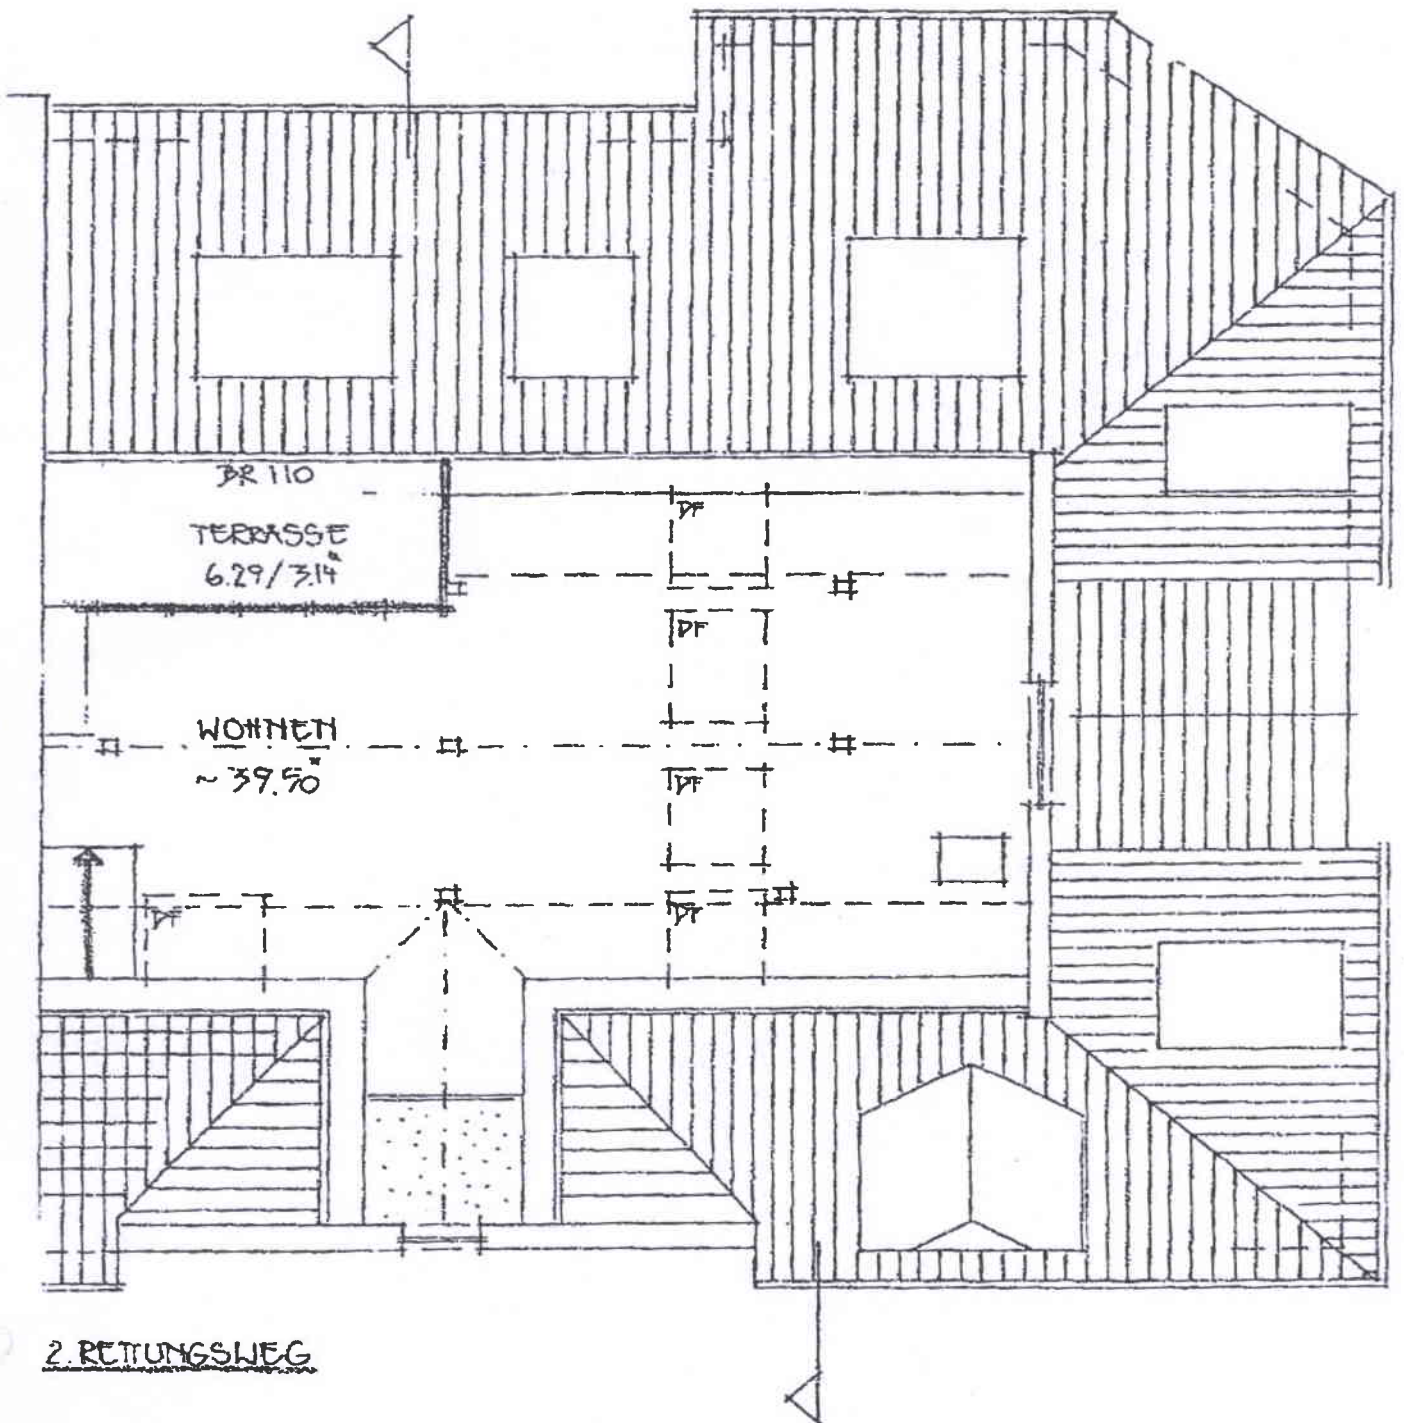 BR 110
TERRASSE
6.29/3.14
DF
DF
WOHNEN
~ 39.50
DF
DF
DF
2. RETTUNGSWEG